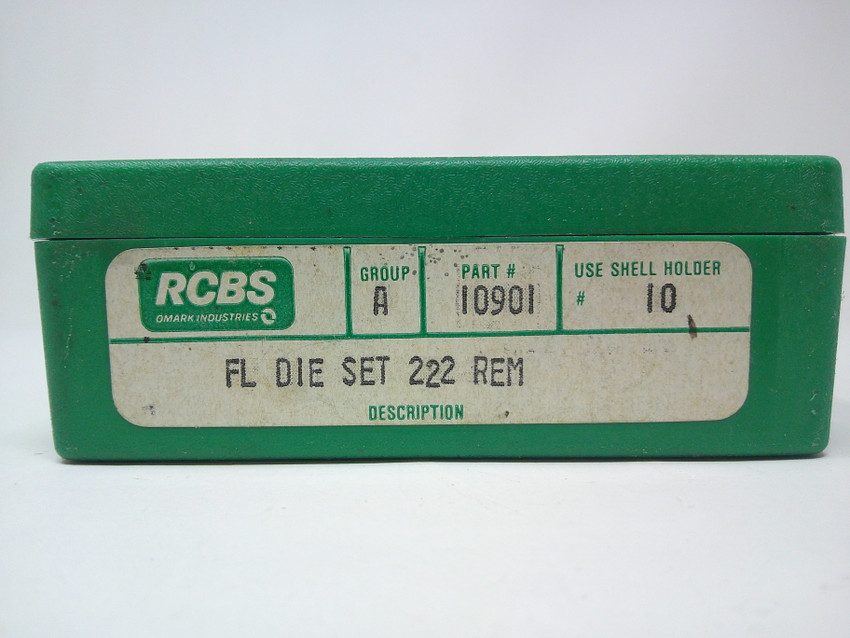 RCBS
OMARK INDUSTRIES
GROUP
A
PART #
10901
USE SHELL HOLDER
# 10
FL DIE SET 222 REM
DESCRIPTION